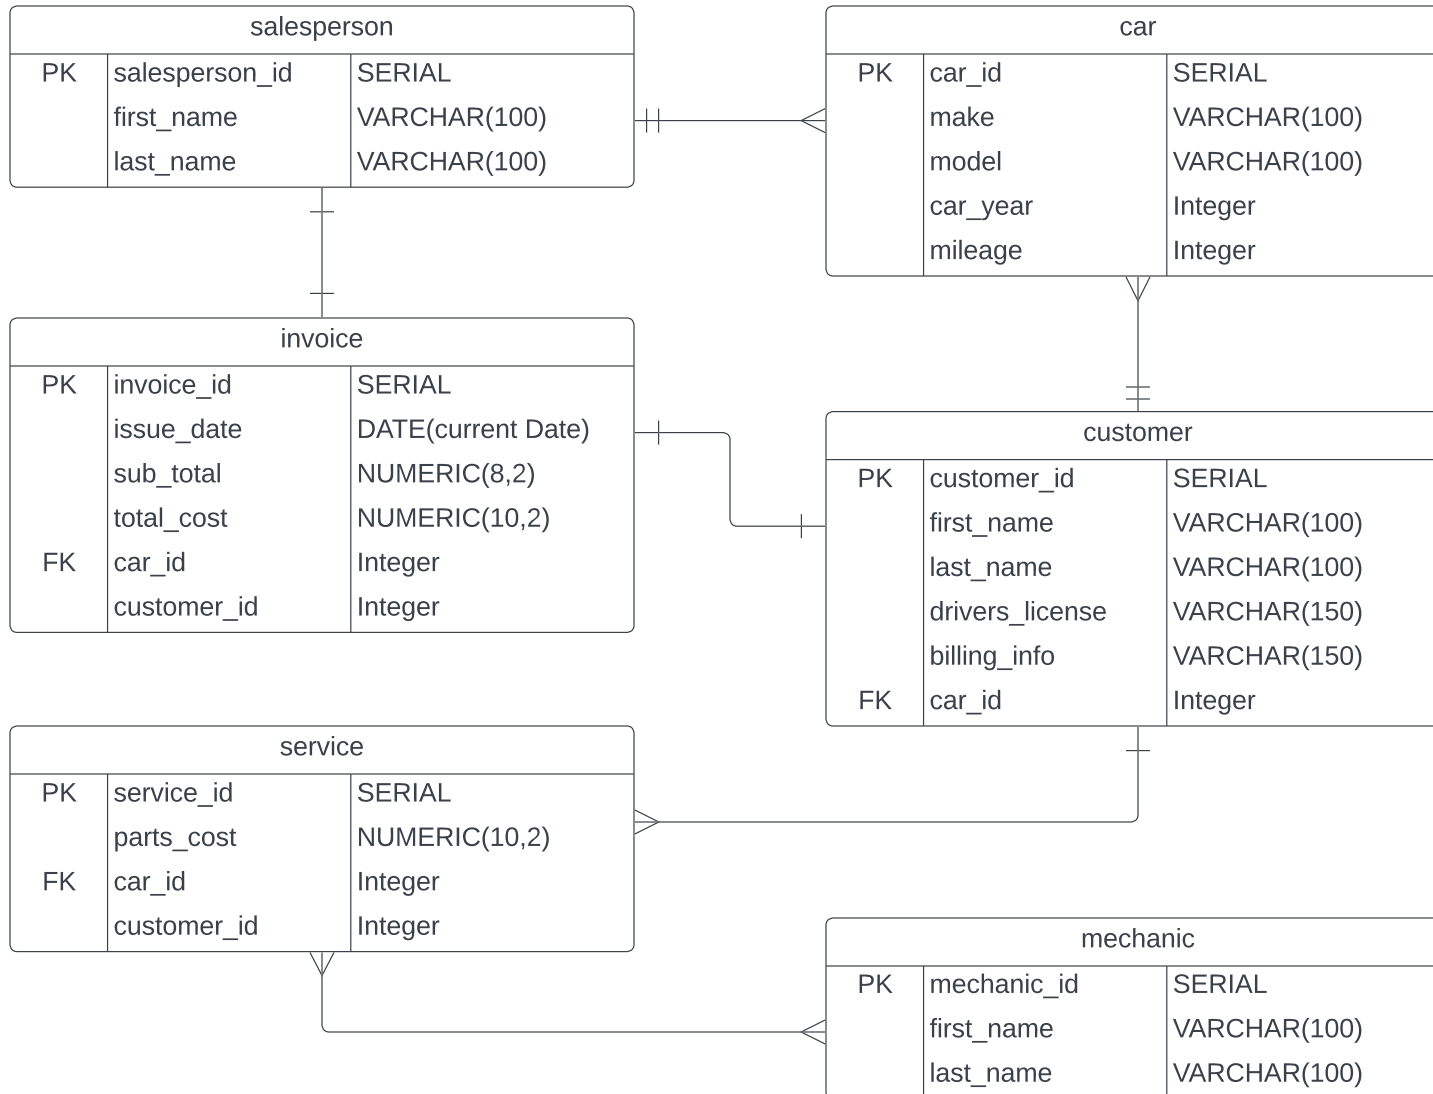 salesperson
PK salesperson_id SERIAL
first_name VARCHAR(100)
last_name VARCHAR(100)
car
PK car_id SERIAL
make VARCHAR(100)
model VARCHAR(100)
car_year Integer
mileage Integer
invoice
PK invoice_id SERIAL
issue_date DATE(current Date)
sub_total NUMERIC(8,2)
total_cost NUMERIC(10,2)
FK car_id Integer
customer_id Integer
customer
PK customer_id SERIAL
first_name VARCHAR(100)
last_name VARCHAR(100)
drivers_license VARCHAR(150)
billing_info VARCHAR(150)
FK car_id Integer
service
PK service_id SERIAL
parts_cost NUMERIC(10,2)
FK car_id Integer
customer_id Integer
mechanic
PK mechanic_id SERIAL
first_name VARCHAR(100)
last_name VARCHAR(100)